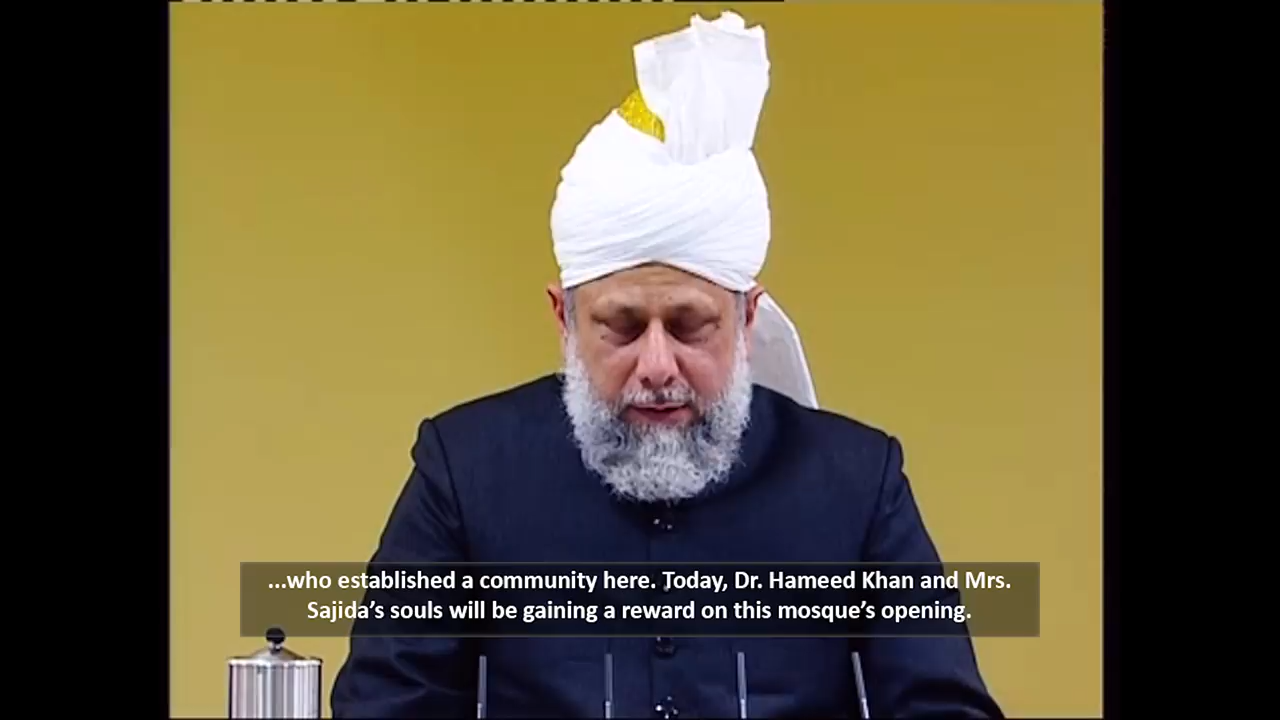 ...who established a community here. Today, Dr. Hameed Khan and Mrs.
Sajida's souls will be gaining a reward on this mosque's opening.